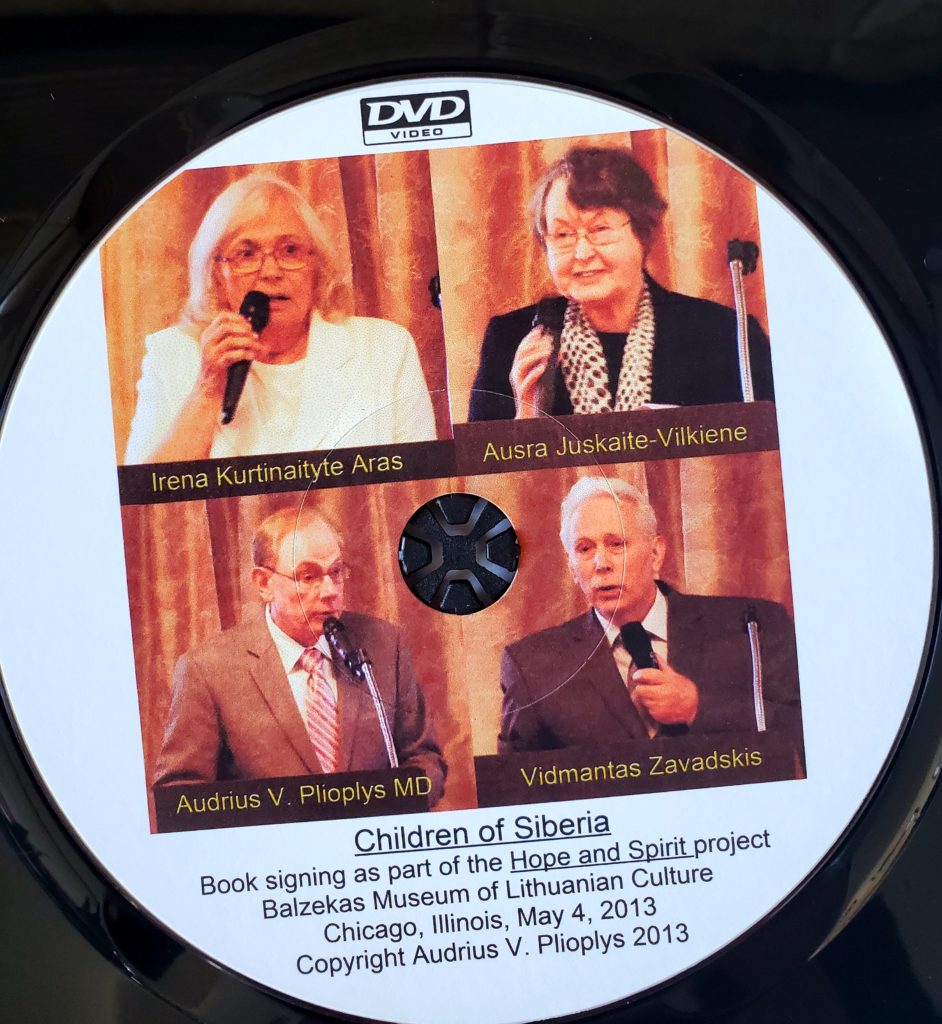 DVD
VIDEO
Irena Kurtinaityte Aras
Ausra Juskaite-Vilkiene
Audrius V. Plioplys MD
Vidmantas Zavadskis
Children of Siberia
Book signing as part of the Hope and Spirit project
Balzekas Museum of Lithuanian Culture
Chicago, Illinois, May 4, 2013
Copyright Audrius V. Plioplys 2013